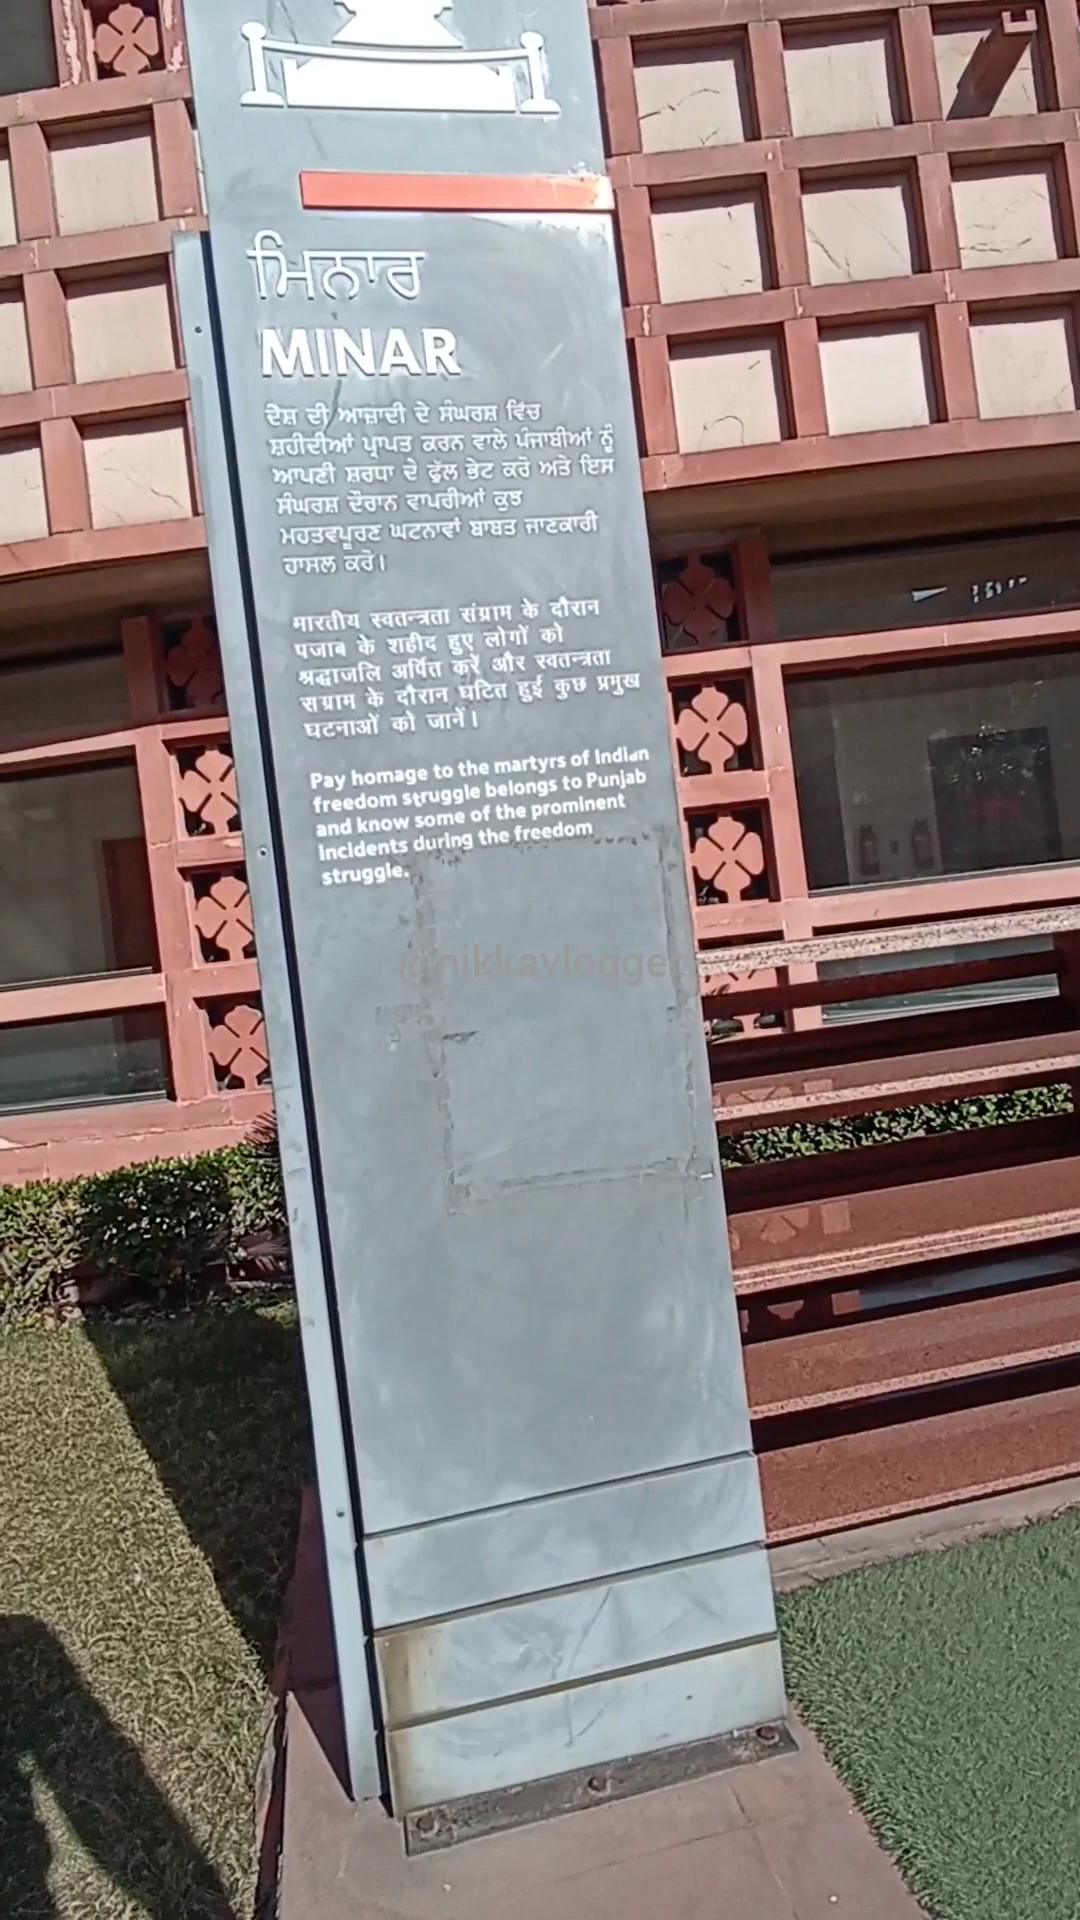 ਮਿਨਾਰ
MINAR
ਦੇਸ਼ ਦੀ ਆਜ਼ਾਦੀ ਦੇ ਸੰਘਰਸ਼ ਵਿੱਚ
ਸ਼ਹੀਦੀਆਂ ਪ੍ਰਾਪਤ ਕਰਨ ਵਾਲੇ ਪੰਜਾਬੀਆਂ ਨੂੰ
ਆਪਣੀ ਸ਼ਰਧਾ ਦੇ ਫੁੱਲ ਭੇਟ ਕਰੋ ਅਤੇ ਇਸ
ਸੰਘਰਸ਼ ਦੌਰਾਨ ਵਾਪਰੀਆਂ ਕੁਝ
ਮਹਤਵਪੂਰਣ ਘਟਨਾਵਾਂ ਬਾਬਤ ਜਾਣਕਾਰੀ
ਹਾਸਲ ਕਰੋ।
भारतीय स्वतन्त्रता संग्राम के दौरान
पजाब के शहीद हुए लोगों को
श्रद्धाजलि अर्पित करें और स्वतन्त्रता
सग्राम के दौरान घटित हुई कुछ प्रमुख
घटनाओं को जानें।
Pay homage to the martyrs of Indian
freedom struggle belongs to Punjab
and know some of the prominent
incidents during the freedom
struggle.
@nikkavlogger